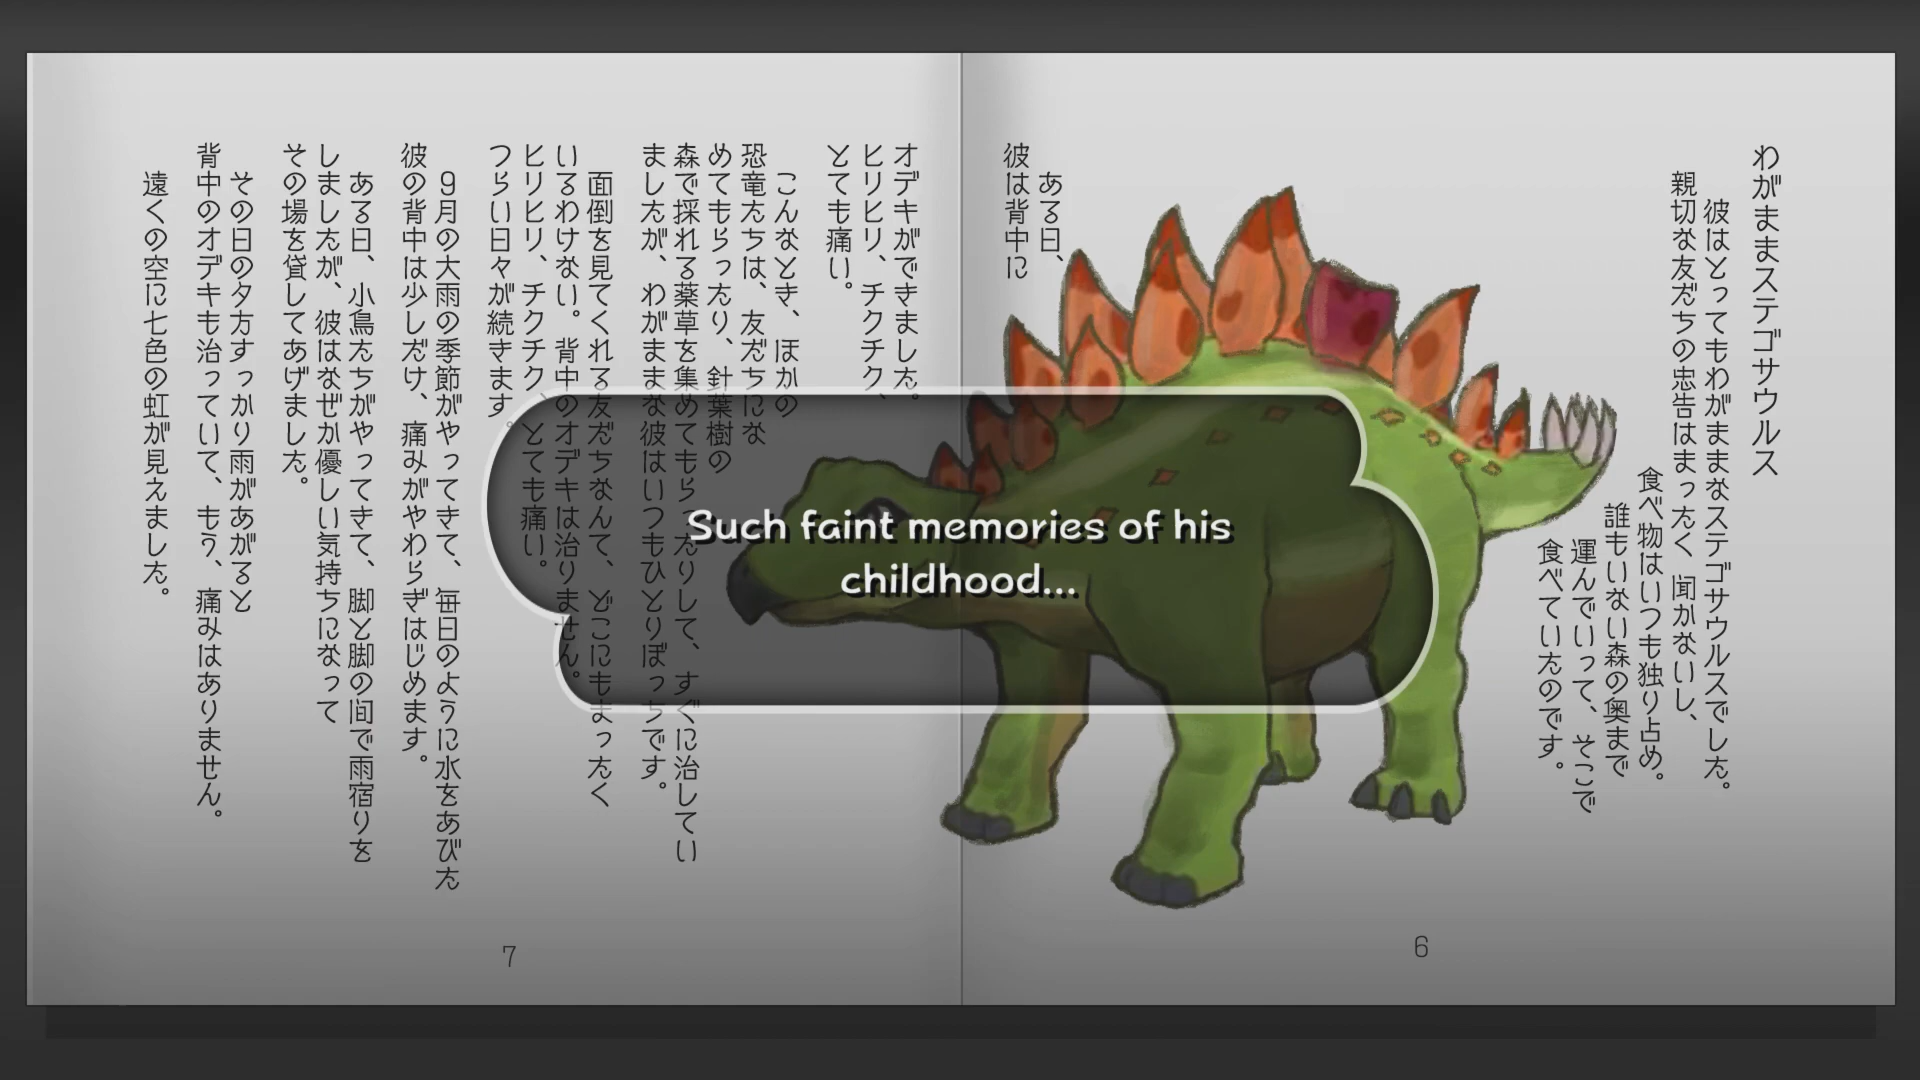 わがままステゴサウルス
彼はとってもわがままなステゴサウルスでした。
親切な友だちの忠告はまったく聞かないし、
食べ物はいつも独り占め。
誰もいない森の奥まで
運んでいって、そこで
食べていたのです。
ある日、
彼は背中に
6
オデキができました。
ヒリヒリ、チクチク、
とても痛い。
こんなとき、ほかの
恐竜たちは、友だちにな
めてもらったり、針葉樹の
森で採れる薬草を集めてもらったりして、すぐに治してい
ましたが、わがままな彼はいつもひとりぼっちです。
面倒を見てくれる友だちなんて、どこにもまったく
いるわけない。背中のオデキは治りません。
ヒリヒリ、チクチク、とても痛い。
つらい日々が続きます。
9月の大雨の季節がやってきて、毎日のように水をあびた
彼の背中は少しだけ、痛みがやわらぎはじめます。
ある日、小鳥たちがやってきて、脚と脚の間で雨宿りを
しましたが、彼はなぜか優しい気持ちになって
その場を貸してあげました。
その日の夕方すっかり雨があがると
背中のオデキも治っていて、もう、痛みはありません。
遠くの空に七色の虹が見えました。
7
Such faint memories of his
childhood...